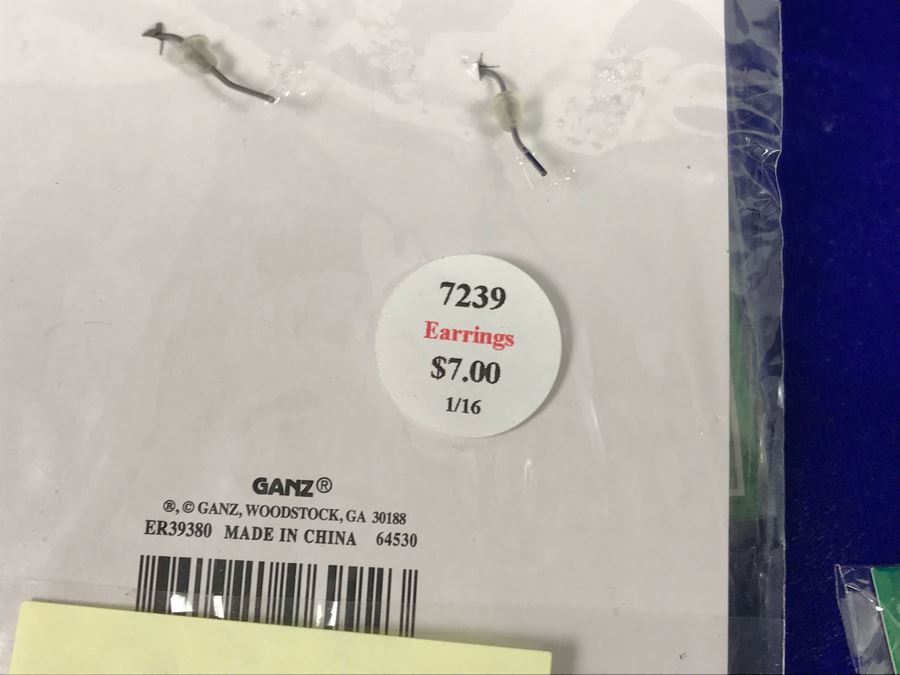 7239
Earrings
$7.00
1/16
GANZ®
®, © GANZ, WOODSTOCK, GA 30188
ER39380 MADE IN CHINA 64530